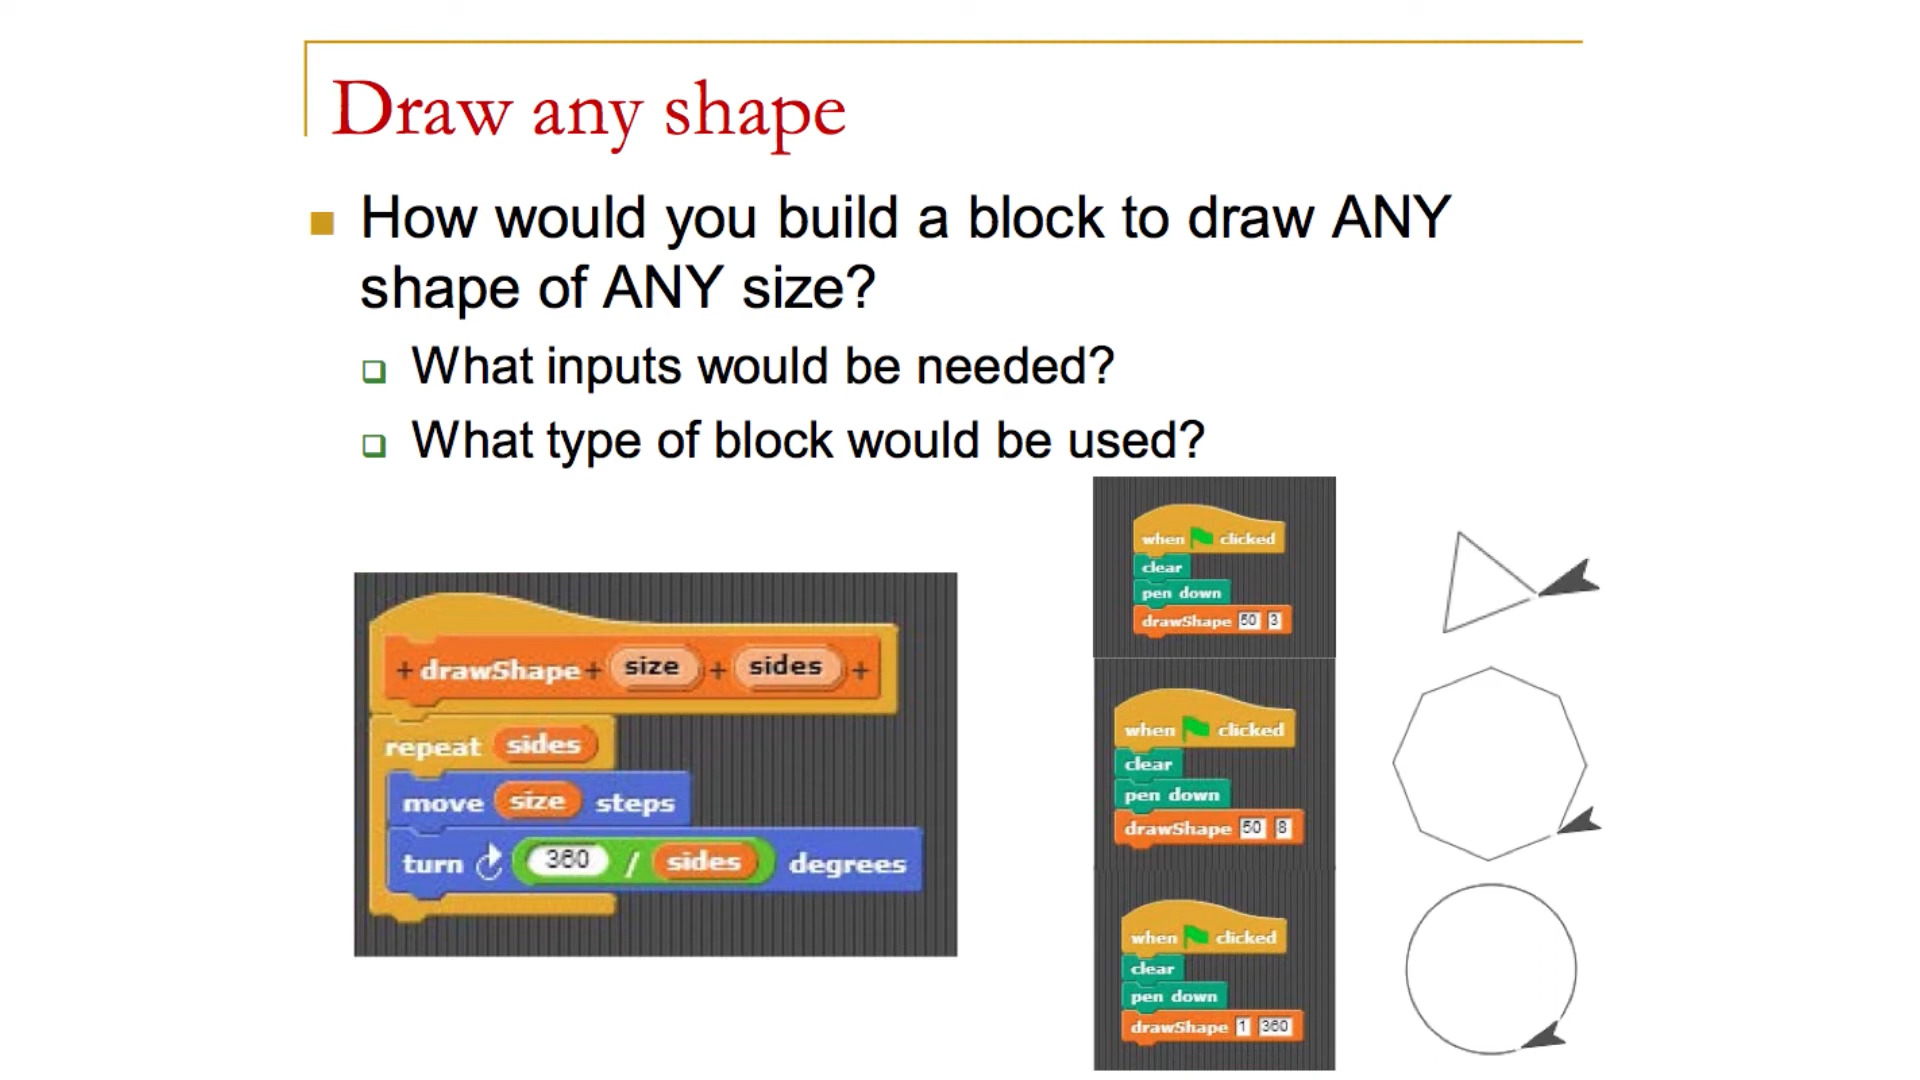 Draw any shape
How would you build a block to draw ANY
shape of ANY size?
What inputs would be needed?
What type of block would be used?
+ drawShape + size + sides +
repeat sides
move size steps
turn 360 / sides degrees
when clicked
clear
pen down
drawShape 50 3
when clicked
clear
pen down
drawShape 50 8
when clicked
clear
pen down
drawShape 1 360